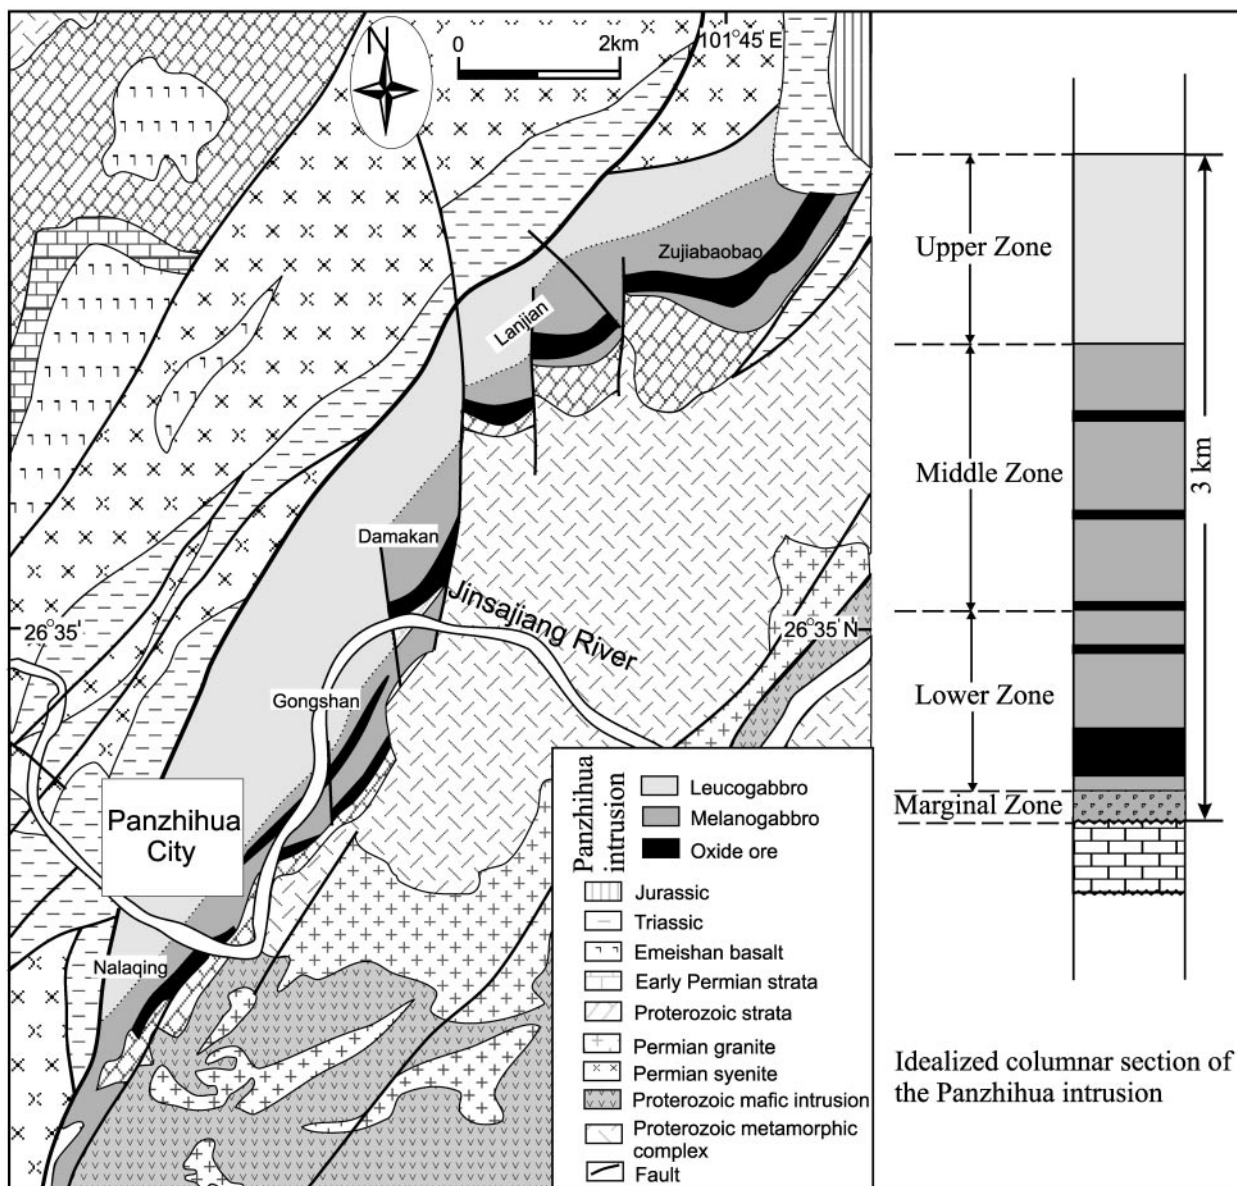 N
0 2km
101°45′ E
Zujiabaobao
Lanjian
Damakan
Jinsajiang River
26°35′
26°35′ N
Gongshan
Panzhihua
City
Nalaqing
Panzhihua
intrusion
Leucogabbro
Melanogabbro
Oxide ore
Jurassic
Triassic
Emeishan basalt
Early Permian strata
Proterozoic strata
Permian granite
Permian syenite
Proterozoic mafic intrusion
Proterozoic metamorphic
complex
Fault
Upper Zone
Middle Zone
Lower Zone
Marginal Zone
3 km
Idealized columnar section of
the Panzhihua intrusion